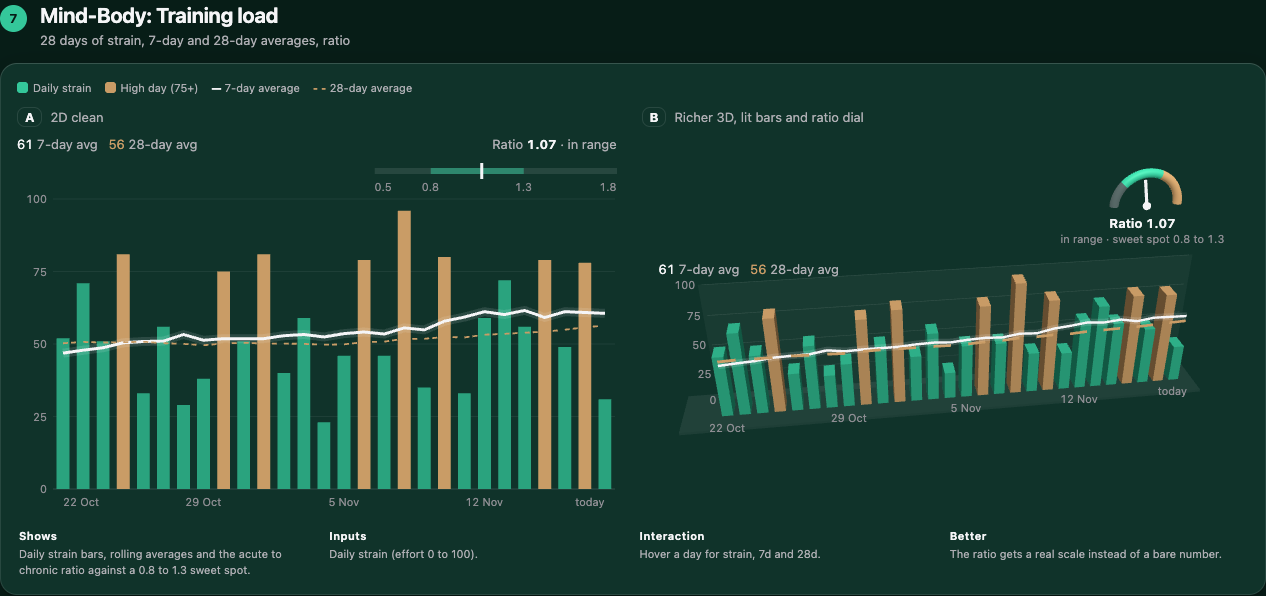 7
Mind-Body: Training load
28 days of strain, 7-day and 28-day averages, ratio
Daily strain High day (75+) 7-day average 28-day average
A 2D clean
61 7-day avg 56 28-day avg
Ratio 1.07 · in range
0.5 0.8 1.3 1.8
100
75
50
25
0
22 Oct 29 Oct 5 Nov 12 Nov today
B Richer 3D, lit bars and ratio dial
Ratio 1.07
in range · sweet spot 0.8 to 1.3
61 7-day avg 56 28-day avg
100
75
50
25
0
22 Oct 29 Oct 5 Nov 12 Nov today
Shows
Daily strain bars, rolling averages and the acute to
chronic ratio against a 0.8 to 1.3 sweet spot.
Inputs
Daily strain (effort 0 to 100).
Interaction
Hover a day for strain, 7d and 28d.
Better
The ratio gets a real scale instead of a bare number.